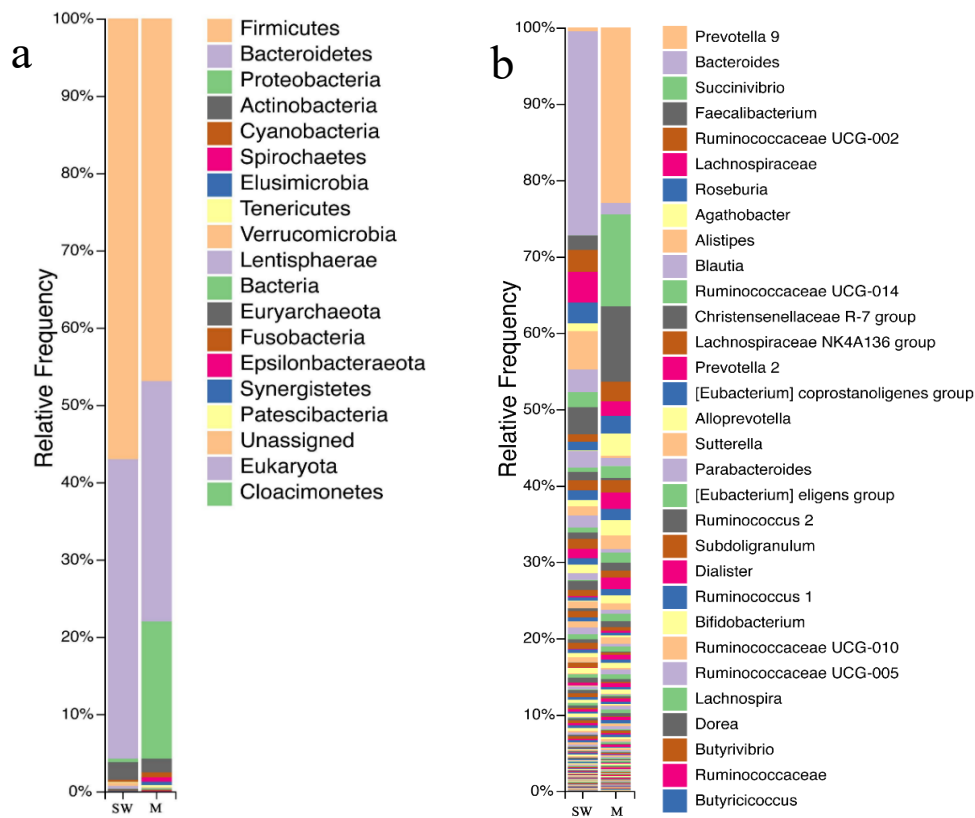 a
Relative Frequency
100%
90%
80%
70%
60%
50%
40%
30%
20%
10%
0%
SW M
Firmicutes
Bacteroidetes
Proteobacteria
Actinobacteria
Cyanobacteria
Spirochaetes
Elusimicrobia
Tenericutes
Verrucomicrobia
Lentisphaerae
Bacteria
Euryarchaeota
Fusobacteria
Epsilonbacteraeota
Synergistetes
Patescibacteria
Unassigned
Eukaryota
Cloacimonetes
b
Relative Frequency
100%
90%
80%
70%
60%
50%
40%
30%
20%
10%
0%
SW M
Prevotella 9
Bacteroides
Succinivibrio
Faecalibacterium
Ruminococcaceae UCG-002
Lachnospiraceae
Roseburia
Agathobacter
Alistipes
Blautia
Ruminococcaceae UCG-014
Christensenellaceae R-7 group
Lachnospiraceae NK4A136 group
Prevotella 2
[Eubacterium] coprostanoligenes group
Alloprevotella
Sutterella
Parabacteroides
[Eubacterium] eligens group
Ruminococcus 2
Subdoligranulum
Dialister
Ruminococcus 1
Bifidobacterium
Ruminococcaceae UCG-010
Ruminococcaceae UCG-005
Lachnospira
Dorea
Butyrivibrio
Ruminococcaceae
Butyricicoccus